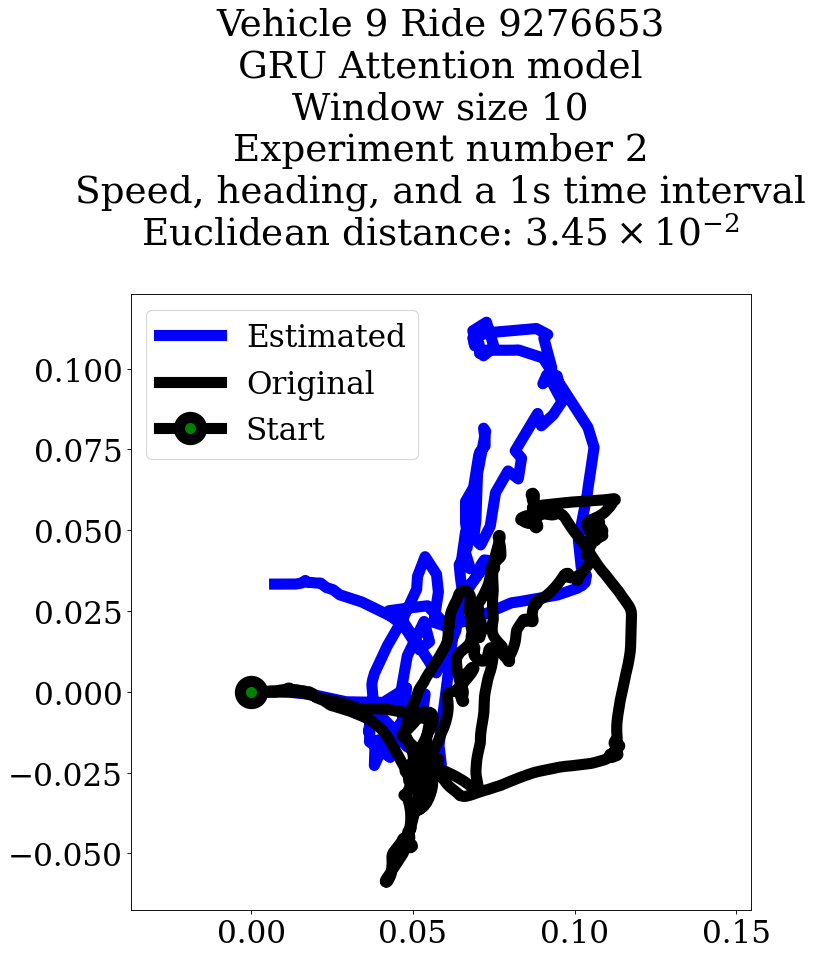 Vehicle 9 Ride 9276653
GRU Attention model
Window size 10
Experiment number 2
Speed, heading, and a 1s time interval
Euclidean distance: 3.45 × 10⁻²
Estimated
Original
Start
0.100
0.075
0.050
0.025
0.000
−0.025
−0.050
0.00 0.05 0.10 0.15